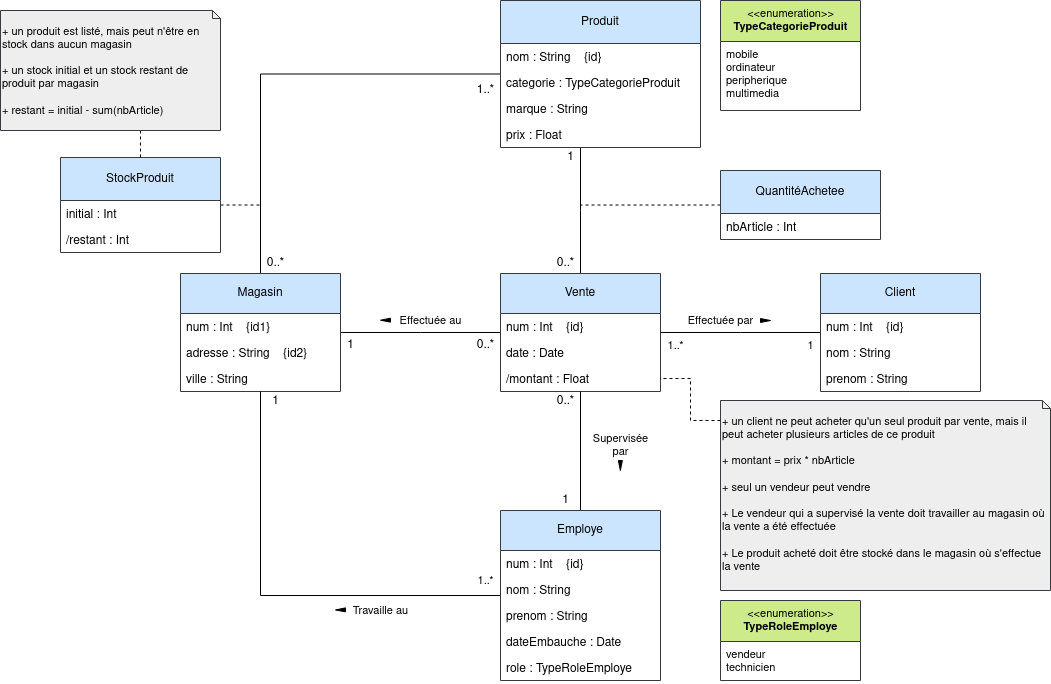 + un produit est listé, mais peut n'être en
stock dans aucun magasin
+ un stock initial et un stock restant de
produit par magasin
+ restant = initial - sum(nbArticle)
Produit
nom : String {id}
categorie : TypeCategorieProduit
marque : String
prix : Float
<<enumeration>>
TypeCategorieProduit
mobile
ordinateur
peripherique
multimedia
1..*
1
StockProduit
initial : Int
/restant : Int
QuantitéAchetee
nbArticle : Int
0..*
0..*
Magasin
num : Int {id1}
adresse : String {id2}
ville : String
Effectuée au
1
0..*
Vente
num : Int {id}
date : Date
/montant : Float
Effectuée par
1..*
1
Client
num : Int {id}
nom : String
prenom : String
1
0..*
Supervisée
par
1
+ un client ne peut acheter qu'un seul produit par vente, mais il
peut acheter plusieurs articles de ce produit
+ montant = prix * nbArticle
+ seul un vendeur peut vendre
+ Le vendeur qui a supervisé la vente doit travailler au magasin où
la vente a été effectuée
+ Le produit acheté doit être stocké dans le magasin où s'effectue
la vente
Employe
num : Int {id}
nom : String
prenom : String
dateEmbauche : Date
role : TypeRoleEmploye
1..*
Travaille au
<<enumeration>>
TypeRoleEmploye
vendeur
technicien